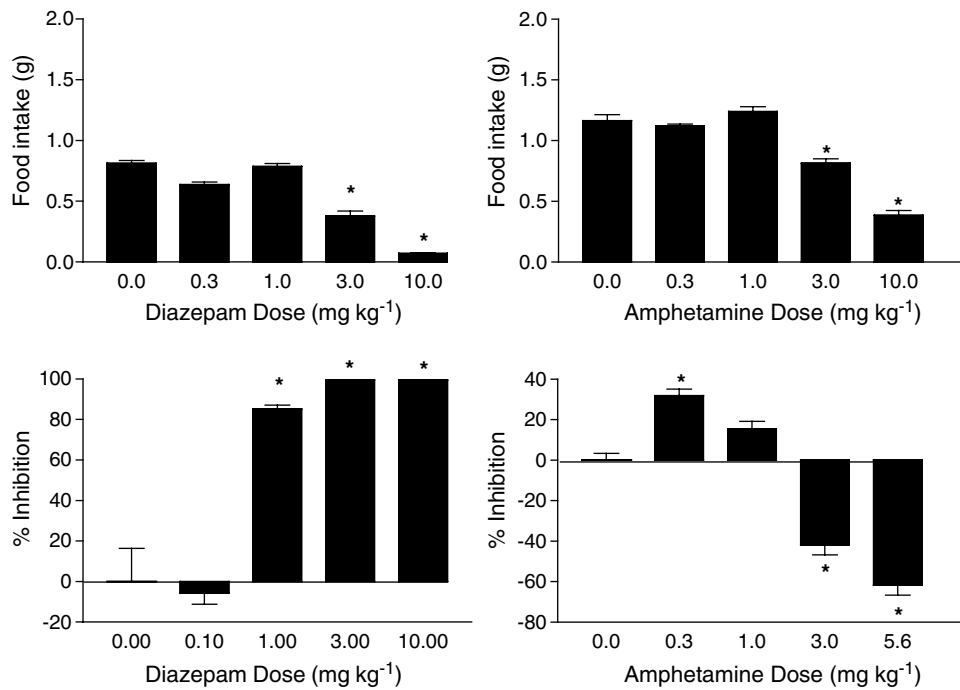 2.0
1.5
1.0
0.5
0.0
Food intake (g)
*
*
0.0 0.3 1.0 3.0 10.0
Diazepam Dose (mg kg-1)
2.0
1.5
1.0
0.5
0.0
Food intake (g)
*
*
0.0 0.3 1.0 3.0 10.0
Amphetamine Dose (mg kg-1)
100
80
60
40
20
0
-20
% Inhibition
* * *
0.00 0.10 1.00 3.00 10.00
Diazepam Dose (mg kg-1)
40
20
0
-20
-40
-60
-80
% Inhibition
*
*
*
0.0 0.3 1.0 3.0 5.6
Amphetamine Dose (mg kg-1)